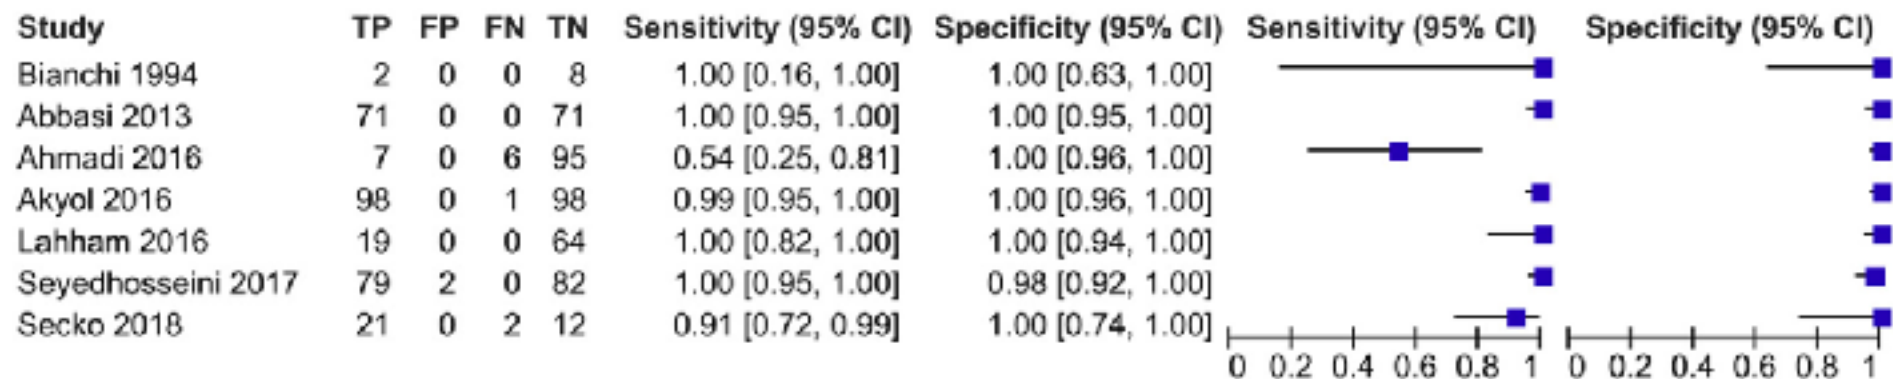 Study TP FP FN TN Sensitivity (95% CI) Specificity (95% CI) Sensitivity (95% CI) Specificity (95% CI)
Bianchi 1994 2 0 0 8 1.00 [0.16, 1.00] 1.00 [0.63, 1.00]
Abbasi 2013 71 0 0 71 1.00 [0.95, 1.00] 1.00 [0.95, 1.00]
Ahmadi 2016 7 0 6 95 0.54 [0.25, 0.81] 1.00 [0.96, 1.00]
Akyol 2016 98 0 1 98 0.99 [0.95, 1.00] 1.00 [0.96, 1.00]
Lahham 2016 19 0 0 64 1.00 [0.82, 1.00] 1.00 [0.94, 1.00]
Seyedhosseini 2017 79 2 0 82 1.00 [0.95, 1.00] 0.98 [0.92, 1.00]
Secko 2018 21 0 2 12 0.91 [0.72, 0.99] 1.00 [0.74, 1.00]
0 0.2 0.4 0.6 0.8 1 0 0.2 0.4 0.6 0.8 1